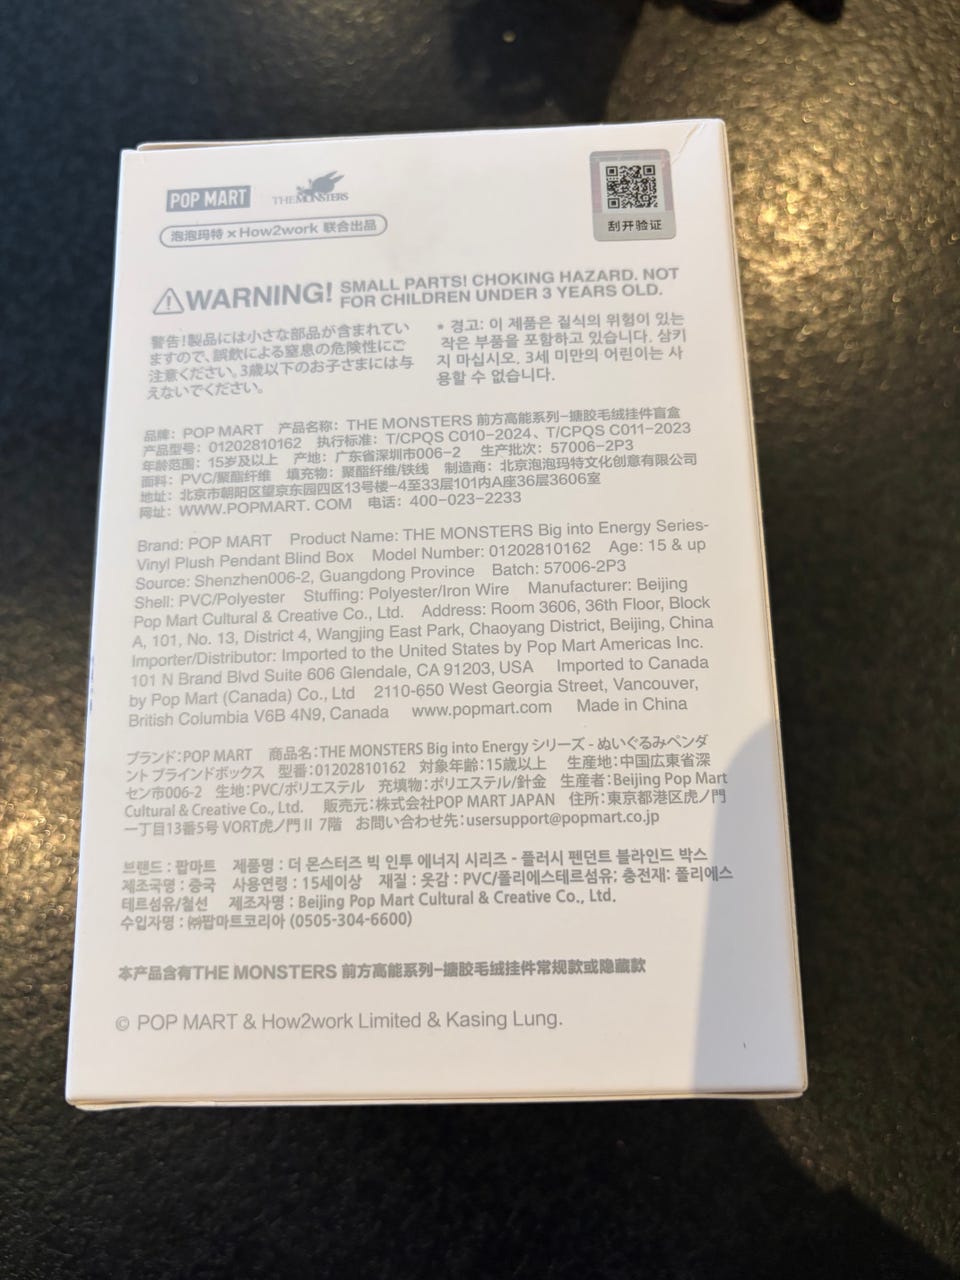 POP MART
THE MONSTERS
泡泡玛特 × How2work 联合出品
刮开验证
WARNING! SMALL PARTS! CHOKING HAZARD. NOT
FOR CHILDREN UNDER 3 YEARS OLD.
警告!製品には小さな部品が含まれてい
ますので、誤飲による窒息の危険性にご
注意ください。3歳以下のお子さまには与
えないでください。
* 경고: 이 제품은 질식의 위험이 있는
작은 부품을 포함하고 있습니다. 삼키
지 마십시오. 3세 미만의 어린이는 사
용할 수 없습니다.
品牌: POP MART 产品名称: THE MONSTERS 前方高能系列-搪胶毛绒挂件盲盒
产品型号: 01202810162 执行标准: T/CPQS C010-2024、T/CPQS C011-2023
年龄范围: 15岁及以上 产地: 广东省深圳市006-2 生产批次: 57006-2P3
面料: PVC/聚酯纤维 填充物: 聚酯纤维/铁线 制造商: 北京泡泡玛特文化创意有限公司
地址: 北京市朝阳区望京东园四区13号楼-4至33层101内A座36层3606室
网址: WWW.POPMART. COM 电话: 400-023-2233
Brand: POP MART Product Name: THE MONSTERS Big into Energy Series-
Vinyl Plush Pendant Blind Box Model Number: 01202810162 Age: 15 & up
Source: Shenzhen006-2, Guangdong Province Batch: 57006-2P3
Shell: PVC/Polyester Stuffing: Polyester/Iron Wire Manufacturer: Beijing
Pop Mart Cultural & Creative Co., Ltd. Address: Room 3606, 36th Floor, Block
A, 101, No. 13, District 4, Wangjing East Park, Chaoyang District, Beijing, China
Importer/Distributor: Imported to the United States by Pop Mart Americas Inc.
101 N Brand Blvd Suite 606 Glendale, CA 91203, USA Imported to Canada
by Pop Mart (Canada) Co., Ltd 2110-650 West Georgia Street, Vancouver,
British Columbia V6B 4N9, Canada www.popmart.com Made in China
ブランド:POP MART 商品名:THE MONSTERS Big into Energy シリーズ - ぬいぐるみペンダ
ント ブラインドボックス 型番:01202810162 対象年齢:15歳以上 生産地:中国広東省深
セン市006-2 生地:PVC/ポリエステル 充填物:ポリエステル/針金 生産者:Beijing Pop Mart
Cultural & Creative Co., Ltd. 販売元:株式会社POP MART JAPAN 住所:東京都港区虎ノ門
一丁目13番5号 VORT虎ノ門Ⅱ 7階 お問い合わせ先:usersupport@popmart.co.jp
브랜드 : 팝마트 제품명 : 더 몬스터즈 빅 인투 에너지 시리즈 - 플러시 펜던트 블라인드 박스
제조국명 : 중국 사용연령 : 15세이상 재질 : 옷감 : PVC/폴리에스테르섬유; 충전재: 폴리에스
테르섬유/철선 제조자명 : Beijing Pop Mart Cultural & Creative Co., Ltd.
수입자명 : ㈜팝마트코리아 (0505-304-6600)
本产品含有THE MONSTERS 前方高能系列-搪胶毛绒挂件常规款或隐藏款
© POP MART & How2work Limited & Kasing Lung.